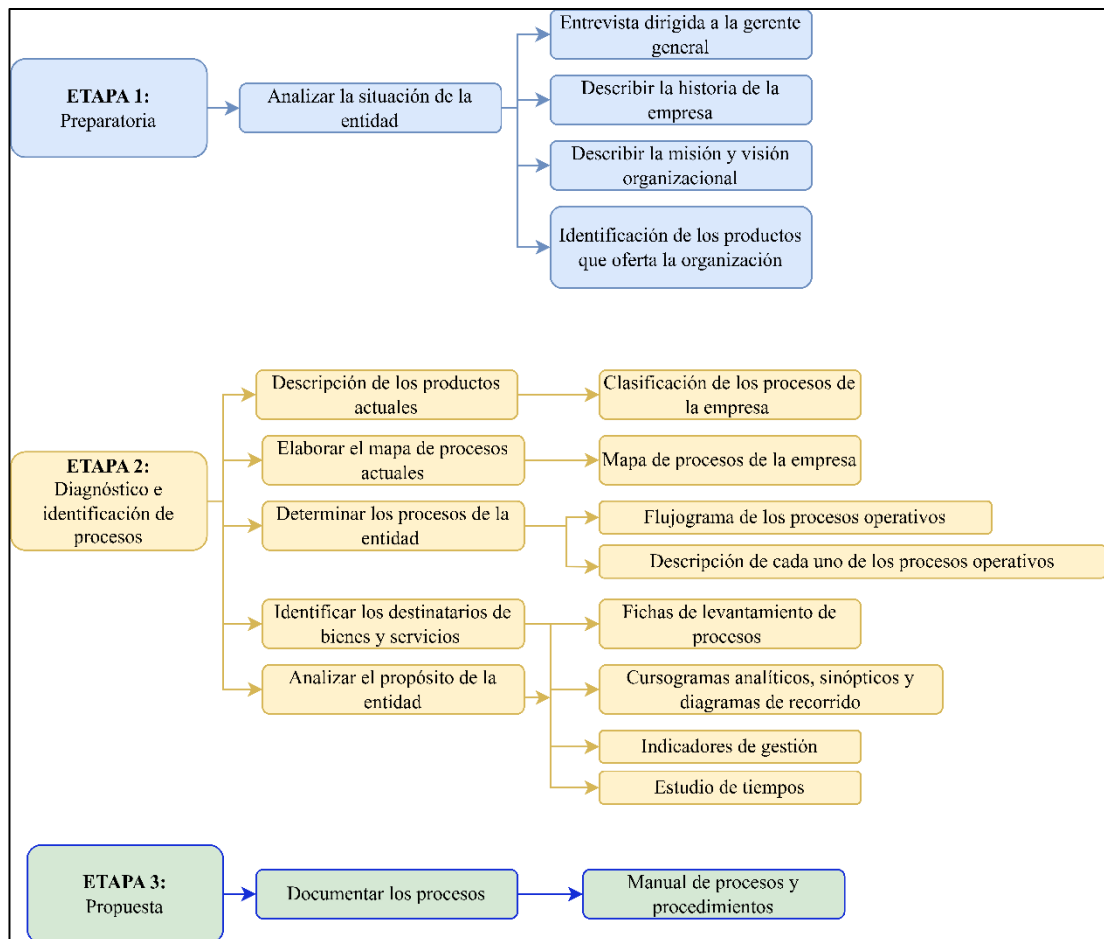 ETAPA 1:
Preparatoria
Analizar la situación de la
entidad
Entrevista dirigida a la gerente
general
Describir la historia de la
empresa
Describir la misión y visión
organizacional
Identificación de los productos
que oferta la organización
ETAPA 2:
Diagnóstico e
identificación de
procesos
Descripción de los productos
actuales
Clasificación de los procesos de
la empresa
Elaborar el mapa de procesos
actuales
Mapa de procesos de la empresa
Determinar los procesos de la
entidad
Flujograma de los procesos operativos
Descripción de cada uno de los procesos operativos
Identificar los destinatarios de
bienes y servicios
Analizar el propósito de la
entidad
Fichas de levantamiento de
procesos
Cursogramas analíticos, sinópticos y
diagramas de recorrido
Indicadores de gestión
Estudio de tiempos
ETAPA 3:
Propuesta
Documentar los procesos
Manual de procesos y
procedimientos